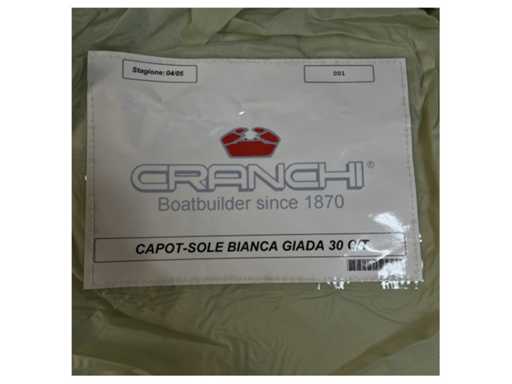 Stagione: 04/05
001
CRANCHI®
Boatbuilder since 1870
CAPOT-SOLE BIANCA GIADA 30 C/T